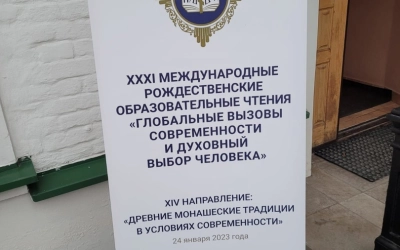 XXXI МЕЖДУНАРОДНЫЕ
РОЖДЕСТВЕНСКИЕ
ОБРАЗОВАТЕЛЬНЫЕ ЧТЕНИЯ
«ГЛОБАЛЬНЫЕ ВЫЗОВЫ
СОВРЕМЕННОСТИ
И ДУХОВНЫЙ
ВЫБОР ЧЕЛОВЕКА»
XIV НАПРАВЛЕНИЕ:
«ДРЕВНИЕ МОНАШЕСКИЕ ТРАДИЦИИ
В УСЛОВИЯХ СОВРЕМЕННОСТИ»
24 января 2023 года